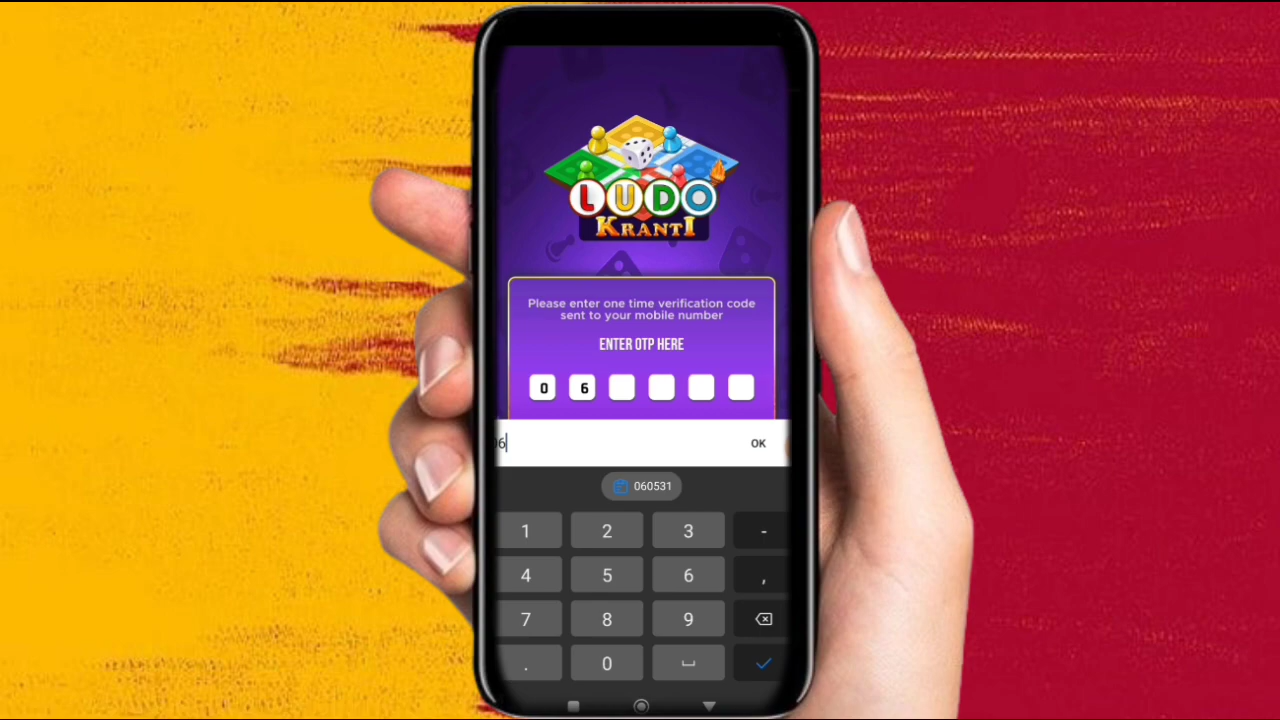 LUDO
KRANTI
Please enter one time verification code
sent to your mobile number
ENTER OTP HERE
0 6
06 OK
060531
1 2 3 -
4 5 6 ,
7 8 9
. 0